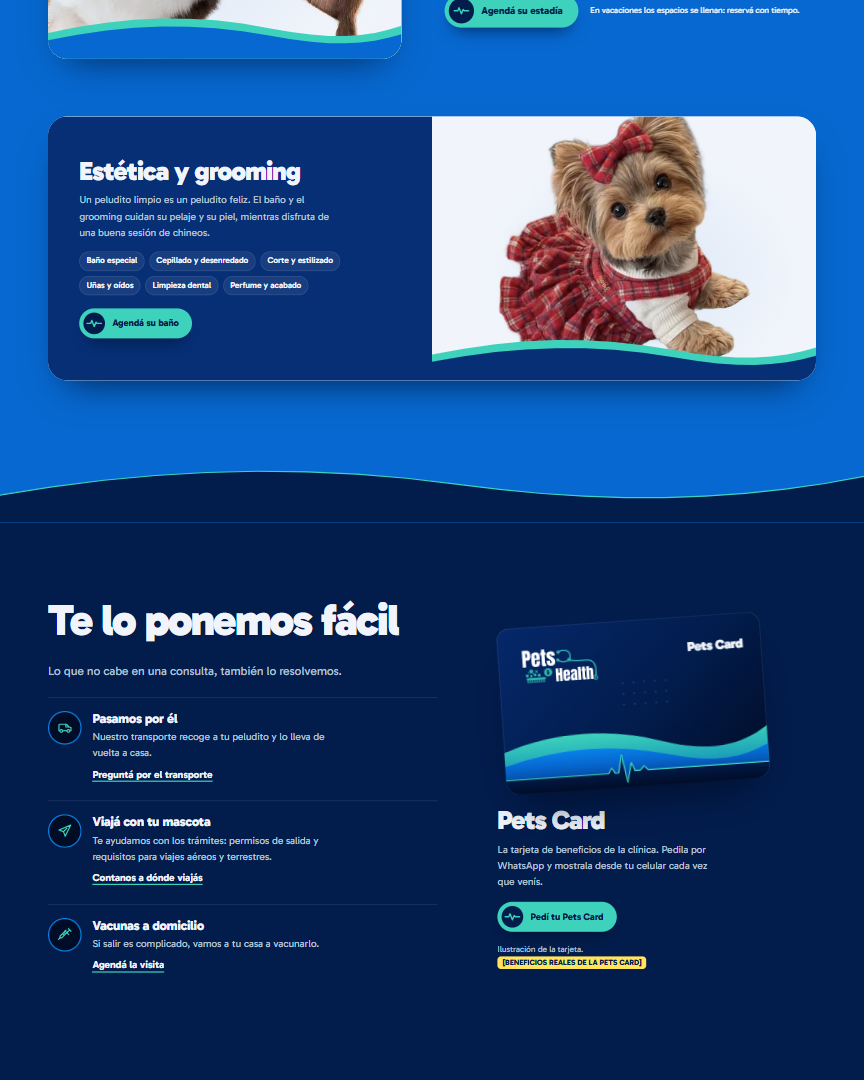 Agendá su estadía
En vacaciones los espacios se llenan: reservá con tiempo.
Estética y grooming
Un peludito limpio es un peludito feliz. El baño y el
grooming cuidan su pelaje y su piel, mientras disfruta de
una buena sesión de chineos.
Baño especial
Cepillado y desenredado
Corte y estilizado
Uñas y oídos
Limpieza dental
Perfume y acabado
Agendá su baño
Te lo ponemos fácil
Lo que no cabe en una consulta, también lo resolvemos.
Pasamos por él
Nuestro transporte recoge a tu peludito y lo lleva de
vuelta a casa.
Preguntá por el transporte
Viajá con tu mascota
Te ayudamos con los trámites: permisos de salida y
requisitos para viajes aéreos y terrestres.
Contanos a dónde viajás
Vacunas a domicilio
Si salir es complicado, vamos a tu casa a vacunarlo.
Agendá la visita
Pets
Health
Pets Card
Pets Card
La tarjeta de beneficios de la clínica. Pedila por
WhatsApp y mostrala desde tu celular cada vez
que venís.
Pedí tu Pets Card
Ilustración de la tarjeta.
[BENEFICIOS REALES DE LA PETS CARD]